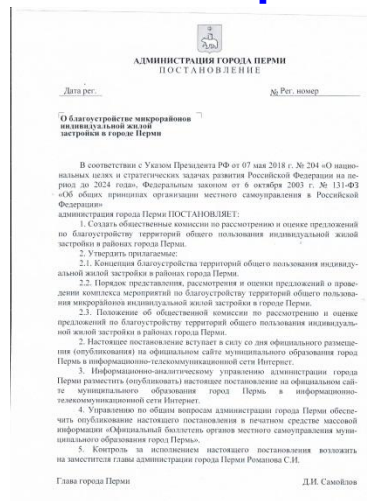 АДМИНИСТРАЦИЯ ГОРОДА ПЕРМИ
ПОСТАНОВЛЕНИЕ
Дата рег. № Рег. номер
О благоустройстве микрорайонов
индивидуальной жилой
застройки в городе Перми
В соответствии с Указом Президента РФ от 07 мая 2018 г. № 204 «О нацио-
нальных целях и стратегических задачах развития Российской Федерации на пе-
риод до 2024 года», Федеральным законом от 6 октября 2003 г. № 131-ФЗ
«Об общих принципах организации местного самоуправления в Российской
Федерации»
администрация города Перми ПОСТАНОВЛЯЕТ:
1. Создать общественные комиссии по рассмотрению и оценке предложений
по благоустройству территорий общего пользования индивидуальной жилой
застройки в районах города Перми.
2. Утвердить прилагаемые:
2.1. Концепция благоустройства территорий общего пользования индивиду-
альной жилой застройки в районах города Перми.
2.2. Порядок представления, рассмотрения и оценки предложений о прове-
дении комплекса мероприятий по благоустройству территорий общего пользова-
ния микрорайонов индивидуальной жилой застройки в городе Перми.
2.3. Положение об общественной комиссии по рассмотрению и оценке
предложений по благоустройству территорий общего пользования индивидуаль-
ной жилой застройки в районах города Перми.
2. Настоящее постановление вступает в силу со дня официального размеще-
ния (опубликования) на официальном сайте муниципального образования город
Пермь в информационно-телекоммуникационной сети Интернет.
3. Информационно-аналитическому управлению администрации города
Перми разместить (опубликовать) настоящее постановление на официальном сай-
те муниципального образования город Пермь в информационно-
телекоммуникационной сети Интернет.
4. Управлению по общим вопросам администрации города Перми обеспе-
чить опубликование настоящего постановления в печатном средстве массовой
информации «Официальный бюллетень органов местного самоуправления муни-
ципального образования город Пермь».
5. Контроль за исполнением настоящего постановления возложить
на заместителя главы администрации города Перми Романова С.И.
Глава города Перми Д.И. Самойлов